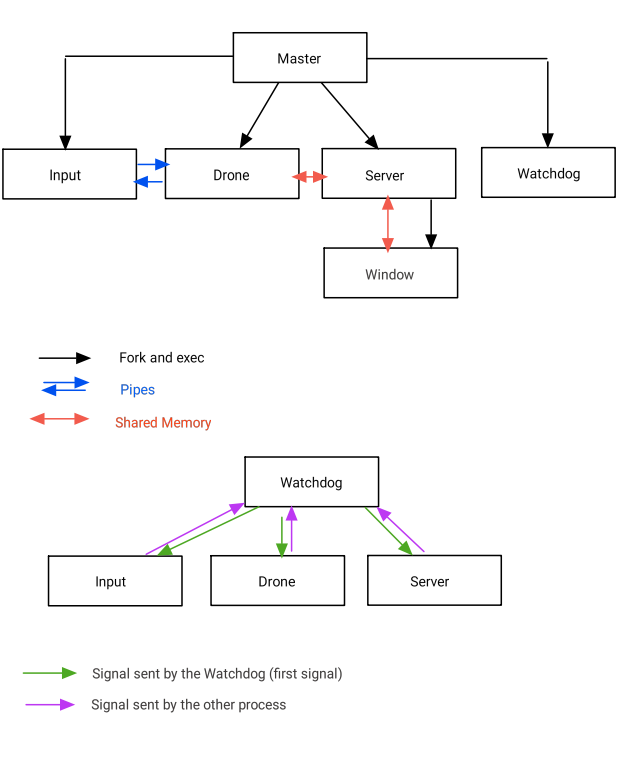 Master
Input
Drone
Server
Watchdog
Window
Fork and exec
Pipes
Shared Memory
Watchdog
Input
Drone
Server
Signal sent by the Watchdog (first signal)
Signal sent by the other process